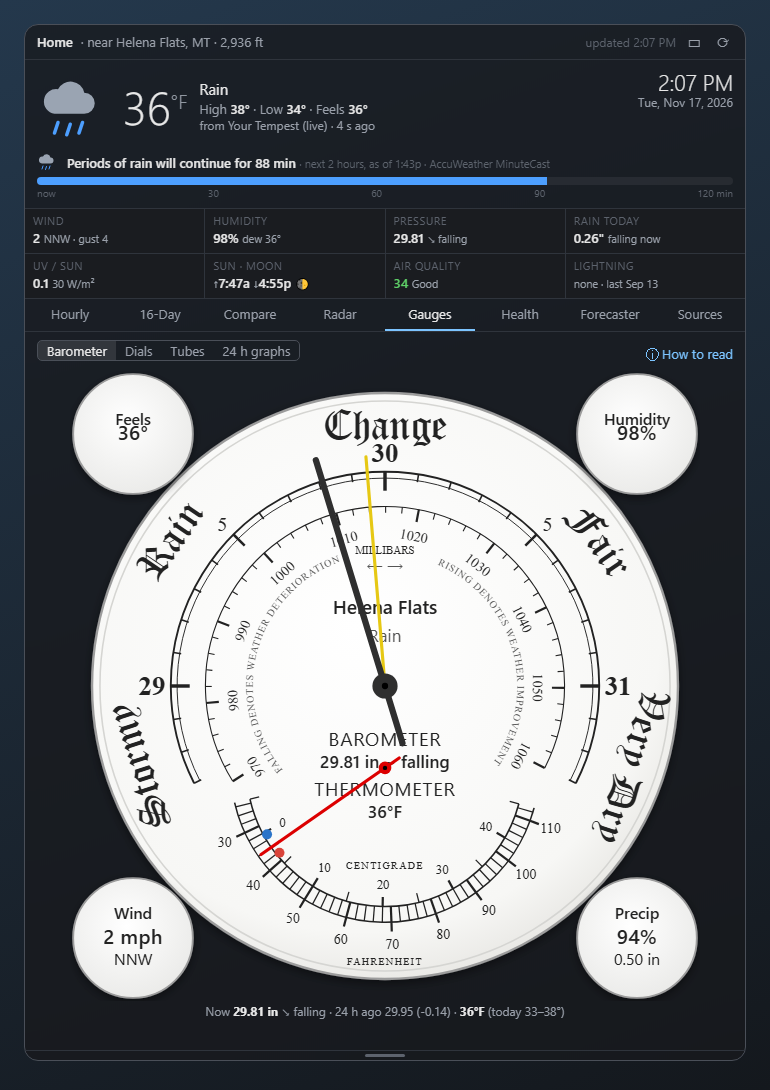 Home · near Helena Flats, MT · 2,936 ft
updated 2:07 PM
36°F
Rain
High 38° · Low 34° · Feels 36°
from Your Tempest (live) · 4 s ago
2:07 PM
Tue, Nov 17, 2026
Periods of rain will continue for 88 min · next 2 hours, as of 1:43p · AccuWeather MinuteCast
now 30 60 90 120 min
WIND
2 NNW · gust 4
HUMIDITY
98% dew 36°
PRESSURE
29.81 ↘ falling
RAIN TODAY
0.26" falling now
UV / SUN
0.1 30 W/m²
SUN · MOON
↑7:47a ↓4:55p
AIR QUALITY
34 Good
LIGHTNING
none · last Sep 13
Hourly 16-Day Compare Radar Gauges Health Forecaster Sources
Barometer Dials Tubes 24 h graphs
ⓘ How to read
Feels
36°
Humidity
98%
Stormy
Rain
Change
Fair
Very Dry
29
5
30
5
31
970
980
990
1000
1010
1020
1030
1040
1050
1060
MILLIBARS
← →
FALLING DENOTES WEATHER DETERIORATION
RISING DENOTES WEATHER IMPROVEMENT
Helena Flats
Rain
BAROMETER
29.81 in falling
THERMOMETER
36°F
0
10
20
30
40
CENTIGRADE
30
40
50
60
70
80
90
100
110
FAHRENHEIT
Wind
2 mph
NNW
Precip
94%
0.50 in
Now 29.81 in ↘ falling · 24 h ago 29.95 (-0.14) · 36°F (today 33–38°)